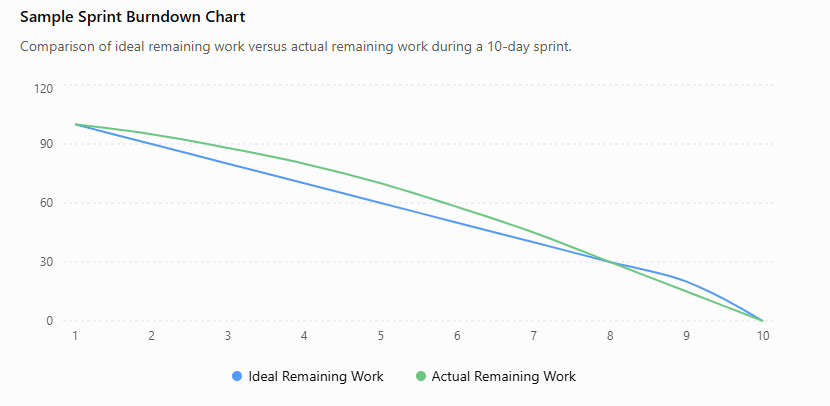 Sample Sprint Burndown Chart
Comparison of ideal remaining work versus actual remaining work during a 10-day sprint.
120
90
60
30
0
1 2 3 4 5 6 7 8 9 10
Ideal Remaining Work Actual Remaining Work